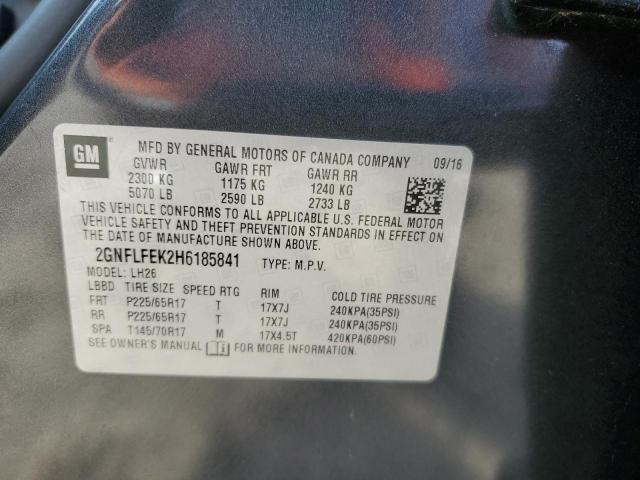 GM
MFD BY GENERAL MOTORS OF CANADA COMPANY 09/16
GVWR GAWR FRT GAWR RR
2300 KG 1175 KG 1240 KG
5070 LB 2590 LB 2733 LB
THIS VEHICLE CONFORMS TO ALL APPLICABLE U.S. FEDERAL MOTOR
VEHICLE SAFETY AND THEFT PREVENTION STANDARDS IN EFFECT ON
THE DATE OF MANUFACTURE SHOWN ABOVE.
2GNFLFEK2H6185841 TYPE: M.P.V.
MODEL: LH26
LBBD TIRE SIZE SPEED RTG RIM COLD TIRE PRESSURE
FRT P225/65R17 T 17X7J 240KPA(35PSI)
RR P225/65R17 T 17X7J 240KPA(35PSI)
SPA T145/70R17 M 17X4.5T 420KPA(60PSI)
SEE OWNER'S MANUAL FOR MORE INFORMATION.